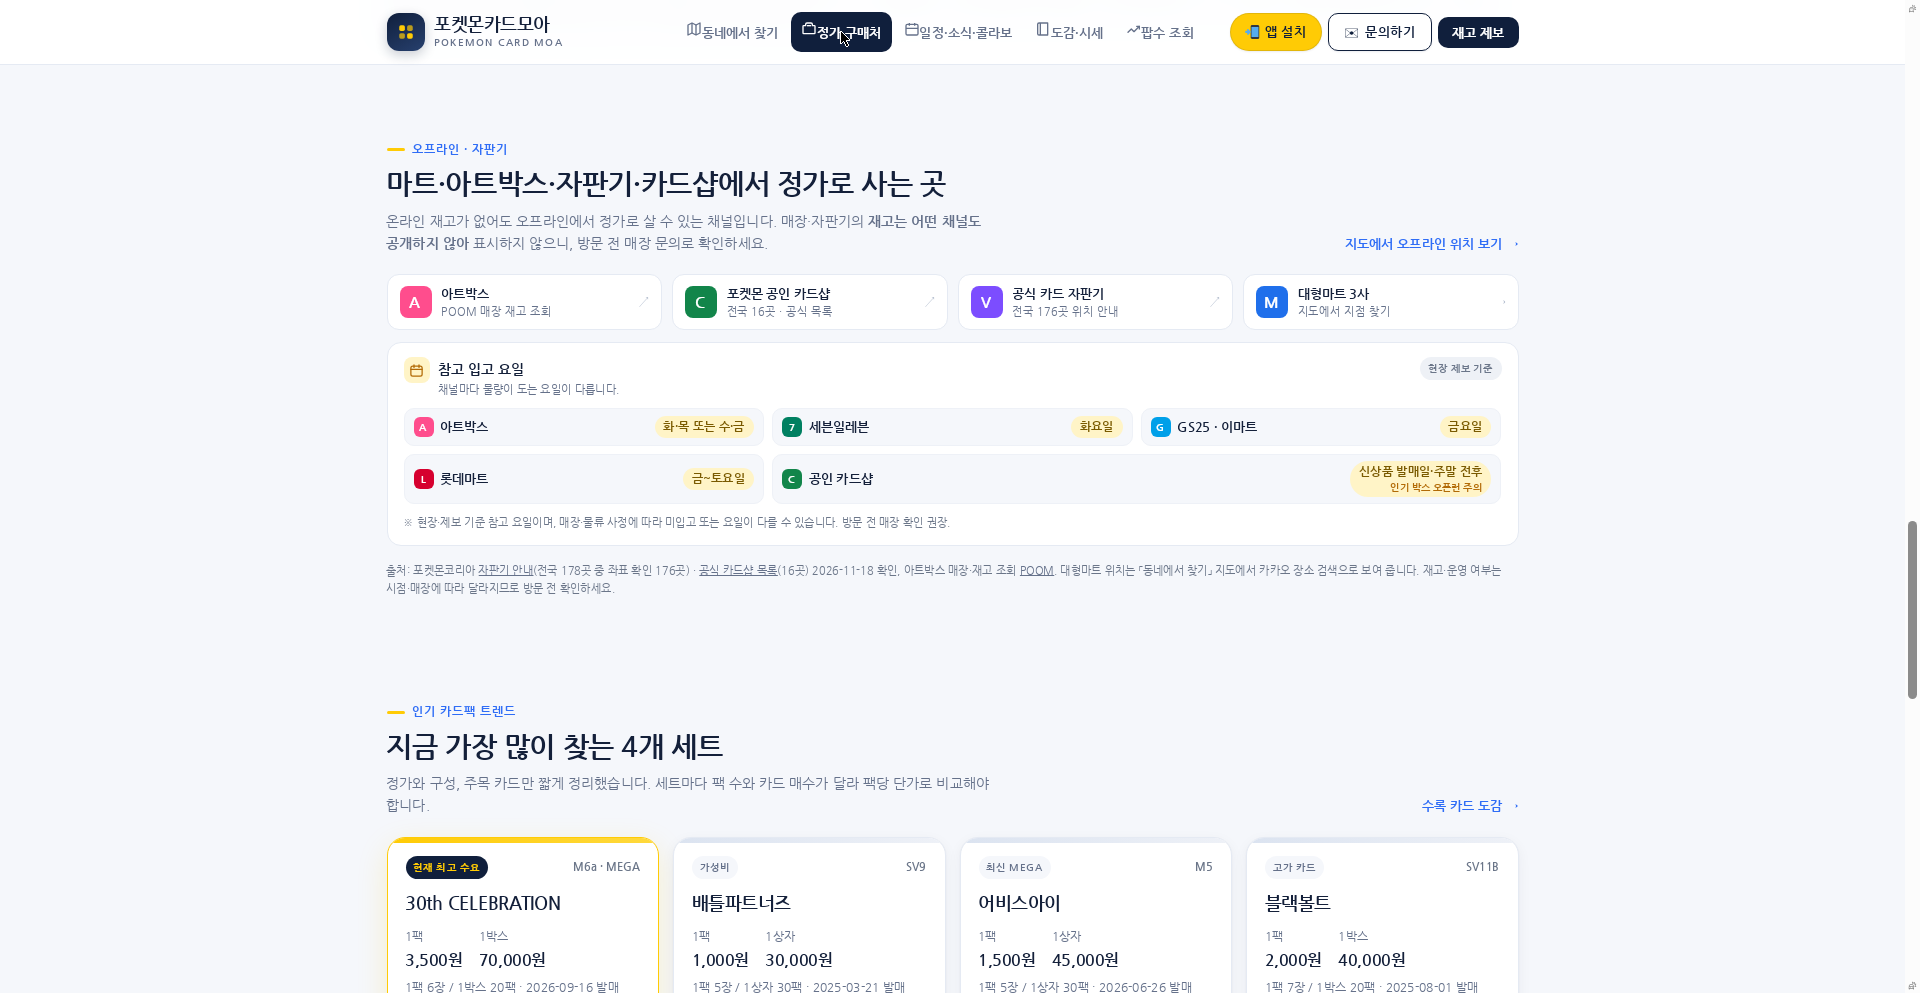 포켓몬카드모아
POKEMON CARD MOA
동네에서 찾기
정가 구매처
일정·소식·콜라보
도감·시세
팝수 조회
앱 설치
문의하기
재고 제보
오프라인 · 자판기
마트·아트박스·자판기·카드샵에서 정가로 사는 곳
온라인 재고가 없어도 오프라인에서 정가로 살 수 있는 채널입니다. 매장·자판기의 재고는 어떤 채널도
공개하지 않아 표시하지 않으니, 방문 전 매장 문의로 확인하세요.
지도에서 오프라인 위치 보기 ›
A
아트박스
POOM 매장 재고 조회
C
포켓몬 공인 카드샵
전국 16곳 · 공식 목록
V
공식 카드 자판기
전국 176곳 위치 안내
M
대형마트 3사
지도에서 지점 찾기
참고 입고 요일
채널마다 물량이 도는 요일이 다릅니다.
현장 제보 기준
A 아트박스 화·목 또는 수·금
7 세븐일레븐 화요일
G GS25 · 이마트 금요일
L 롯데마트 금~토요일
C 공인 카드샵 신상품 발매일·주말 전후
인기 박스 오픈런 주의
※ 현장·제보 기준 참고 요일이며, 매장·물류 사정에 따라 미입고 또는 요일이 다를 수 있습니다. 방문 전 매장 확인 권장.
출처: 포켓몬코리아 자판기 안내(전국 178곳 중 좌표 확인 176곳) · 공식 카드샵 목록(16곳) 2026-11-18 확인, 아트박스 매장·재고 조회 POOM. 대형마트 위치는 「동네에서 찾기」 지도에서 카카오 장소 검색으로 보여 줍니다. 재고·운영 여부는
시점·매장에 따라 달라지므로 방문 전 확인하세요.
인기 카드팩 트렌드
지금 가장 많이 찾는 4개 세트
정가와 구성, 주목 카드만 짧게 정리했습니다. 세트마다 팩 수와 카드 매수가 달라 팩당 단가로 비교해야
합니다.
수록 카드 도감 ›
현재 최고 수요
M6a · MEGA
30th CELEBRATION
1팩 1박스
3,500원 70,000원
1팩 6장 / 1박스 20팩 · 2026-09-16 발매
가성비
SV9
배틀파트너즈
1팩 1상자
1,000원 30,000원
1팩 5장 / 1상자 30팩 · 2025-03-21 발매
최신 MEGA
M5
어비스아이
1팩 1상자
1,500원 45,000원
1팩 5장 / 1상자 30팩 · 2026-06-26 발매
고가 카드
SV11B
블랙볼트
1팩 1박스
2,000원 40,000원
1팩 7장 / 1박스 20팩 · 2025-08-01 발매